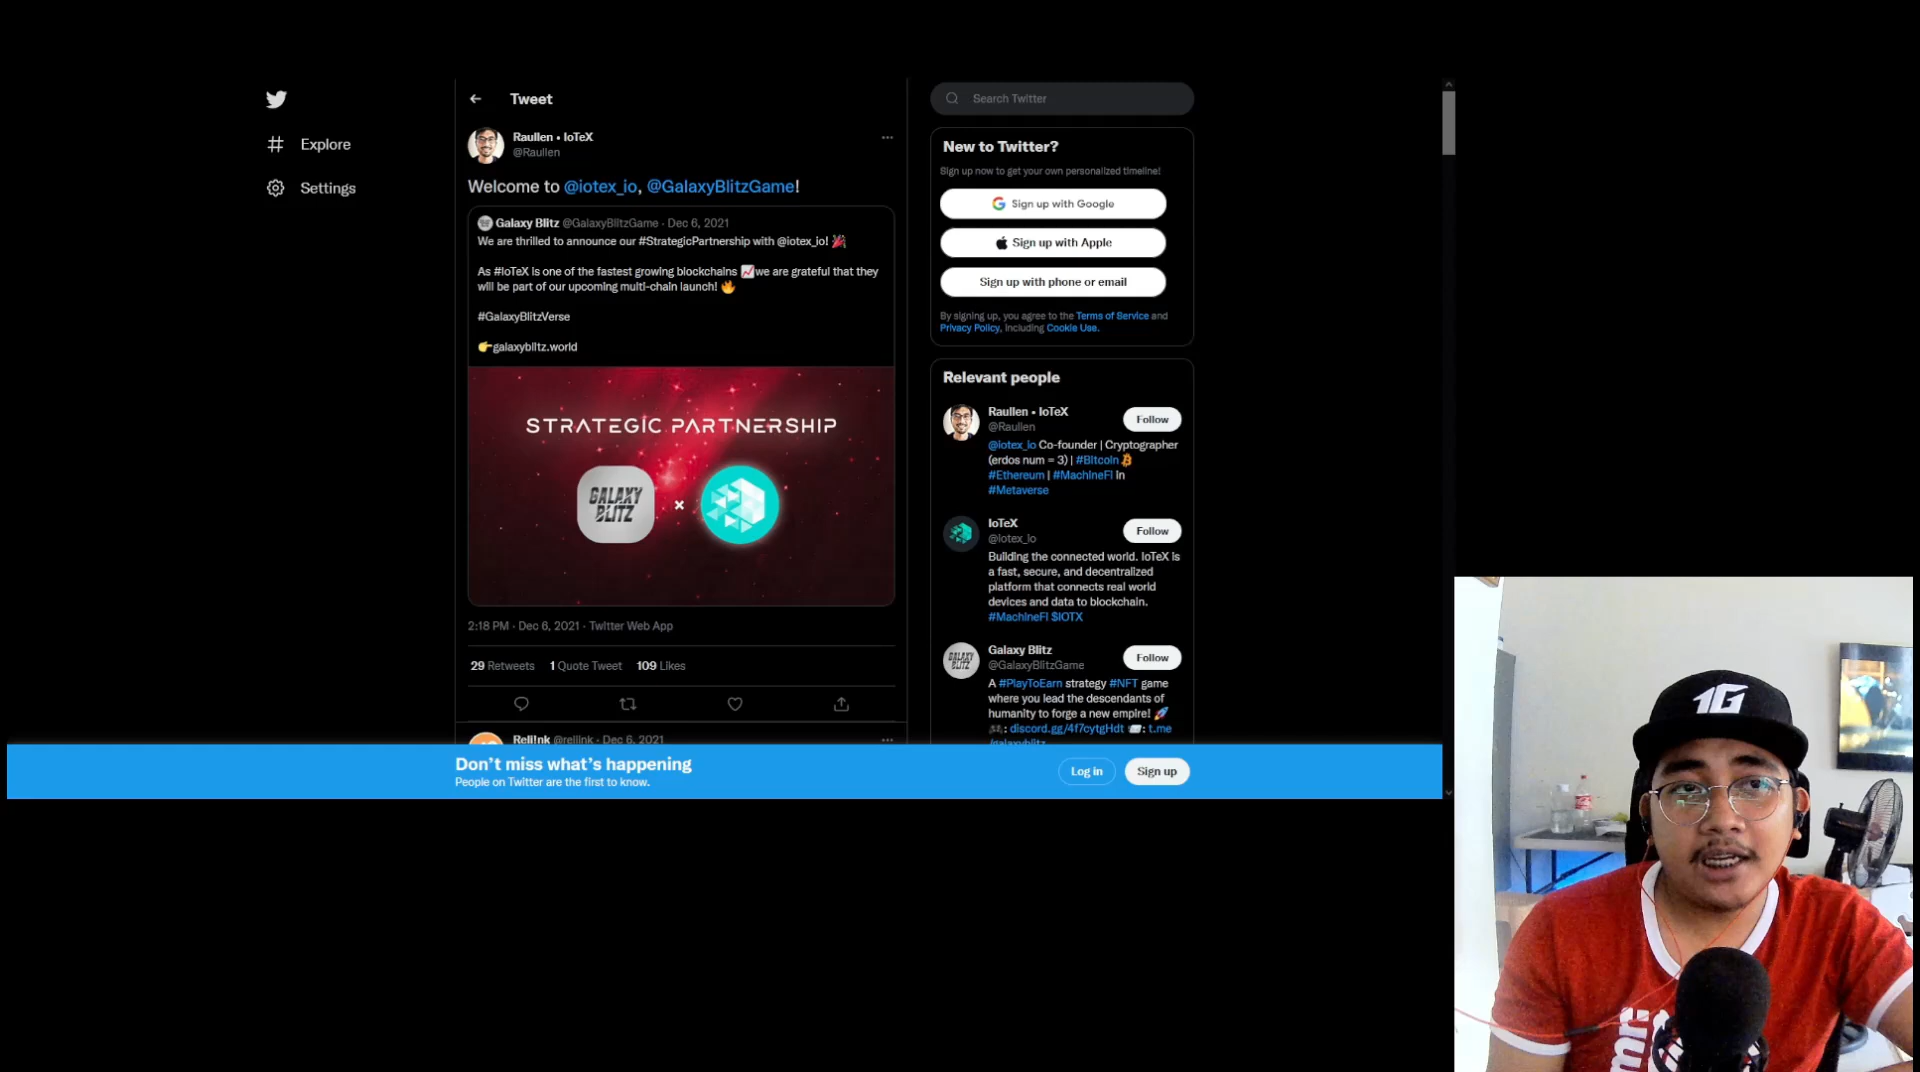 Explore
Settings
Tweet
Raullen • IoTeX
@Raullen
Welcome to @iotex_io, @GalaxyBlitzGame!
Galaxy Blitz @GalaxyBlitzGame · Dec 6, 2021
We are thrilled to announce our #StrategicPartnership with @iotex_io!
As #IoTeX is one of the fastest growing blockchains we are grateful that they
will be part of our upcoming multi-chain launch!
#GalaxyBlitzVerse
galaxyblitz.world
STRATEGIC PARTNERSHIP
GALAXY
BLITZ
x
2:18 PM · Dec 6, 2021 · Twitter Web App
29 Retweets 1 Quote Tweet 109 Likes
Reli!nk @relink · Dec 6, 2021
Search Twitter
New to Twitter?
Sign up now to get your own personalized timeline!
Sign up with Google
Sign up with Apple
Sign up with phone or email
By signing up, you agree to the Terms of Service and
Privacy Policy, including Cookie Use.
Relevant people
Raullen • IoTeX
@Raullen
Follow
@iotex_io Co-founder | Cryptographer
(erdos num = 3) | #Bitcoin
#Ethereum | #MachineFi in
#Metaverse
IoTeX
@iotex_io
Follow
Building the connected world. IoTeX is
a fast, secure, and decentralized
platform that connects real world
devices and data to blockchain.
#MachineFi $IOTX
GALAXY
BLITZ
Galaxy Blitz
@GalaxyBlitzGame
Follow
A #PlayToEarn strategy #NFT game
where you lead the descendants of
humanity to forge a new empire!
: discord.gg/4f7cytgHdt : t.me
/galaxyblitz
Don't miss what's happening
People on Twitter are the first to know.
Log in
Sign up
1G